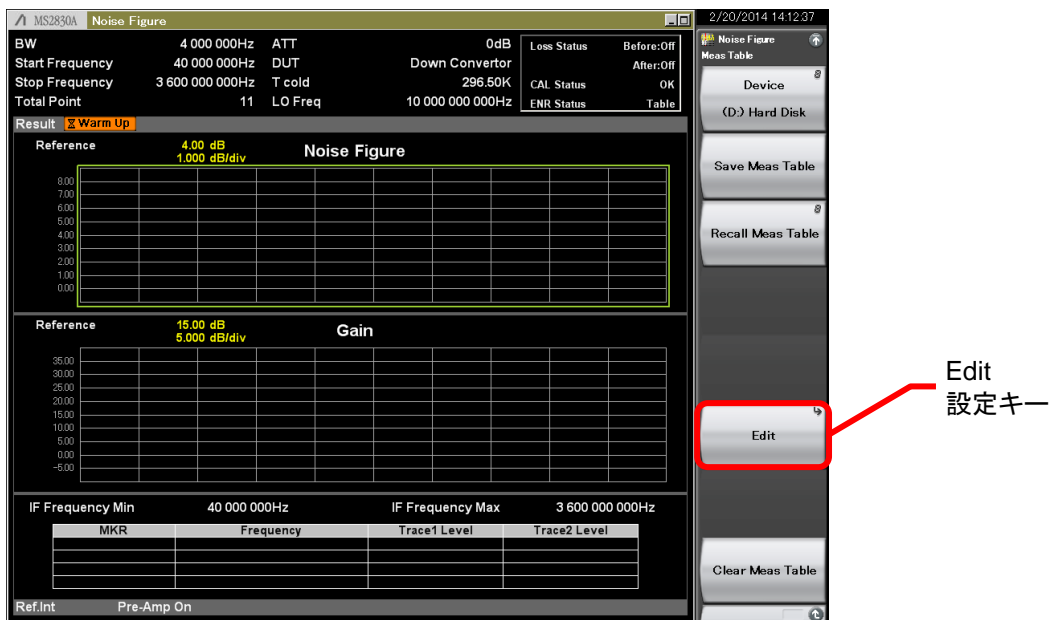 MS2830A Noise Figure
2/20/2014 14:12:37
BW 4 000 000Hz ATT 0dB
Start Frequency 40 000 000Hz DUT Down Convertor
Stop Frequency 3 600 000 000Hz T cold 296.50K
Total Point 11 LO Freq 10 000 000 000Hz
Loss Status Before:Off
After:Off
CAL Status OK
ENR Status Table
Result Warm Up
Reference 4.00 dB
1.000 dB/div
Noise Figure
8.00
7.00
6.00
5.00
4.00
3.00
2.00
1.00
0.00
Reference 15.00 dB
5.000 dB/div
Gain
35.00
30.00
25.00
20.00
15.00
10.00
5.00
0.00
-5.00
IF Frequency Min 40 000 000Hz IF Frequency Max 3 600 000 000Hz
MKR Frequency Trace1 Level Trace2 Level
Ref.Int Pre-Amp On
Noise Figure
Meas Table
Device
(D:) Hard Disk
Save Meas Table
Recall Meas Table
Edit
Clear Meas Table
Edit
設定キー